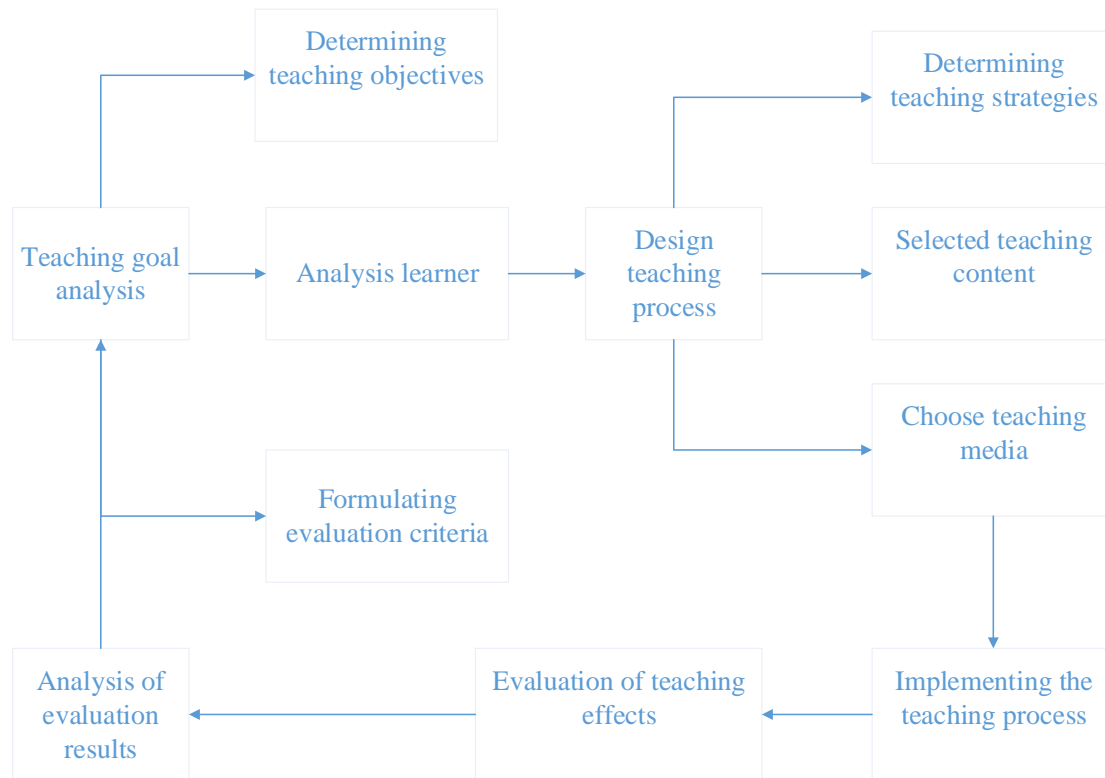 Determining
teaching objectives
Determining
teaching strategies
Teaching goal
analysis
Analysis learner
Design
teaching
process
Selected teaching
content
Choose teaching
media
Formulating
evaluation criteria
Analysis of
evaluation
results
Evaluation of teaching
effects
Implementing the
teaching process